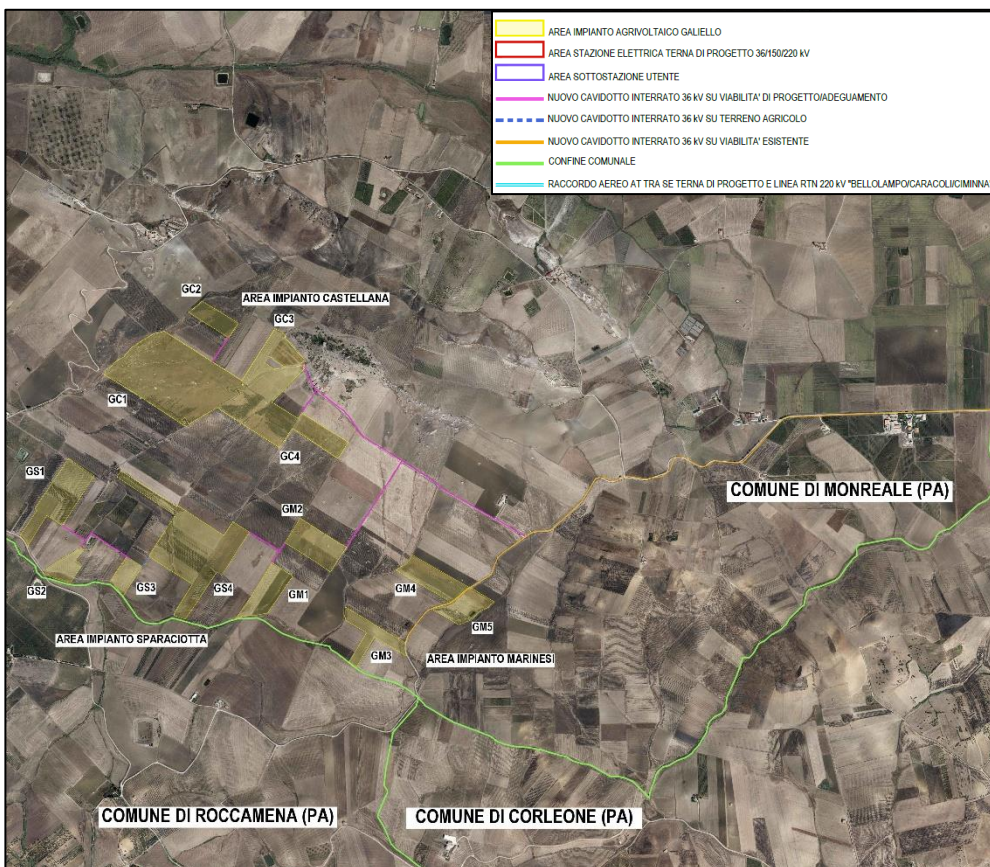 AREA IMPIANTO AGRIVOLTAICO GALIELLO
AREA STAZIONE ELETTRICA TERNA DI PROGETTO 36/150/220 kV
AREA SOTTOSTAZIONE UTENTE
NUOVO CAVIDOTTO INTERRATO 36 kV SU VIABILITA' DI PROGETTO/ADEGUAMENTO
NUOVO CAVIDOTTO INTERRATO 36 kV SU TERRENO AGRICOLO
NUOVO CAVIDOTTO INTERRATO 36 kV SU VIABILITA' ESISTENTE
CONFINE COMUNALE
RACCORDO AEREO AT TRA SE TERNA DI PROGETTO E LINEA RTN 220 kV "BELLOLAMPO/CARACOLI/CIMINNA
AREA IMPIANTO CASTELLANA
GC2
GC3
GC1
GC4
GS1
GM2
COMUNE DI MONREALE (PA)
GM4
GS2
GS3
GS4
GM1
GM5
AREA IMPIANTO SPARACIOTTA
GM3
AREA IMPIANTO MARINESI
COMUNE DI ROCCAMENA (PA)
COMUNE DI CORLEONE (PA)